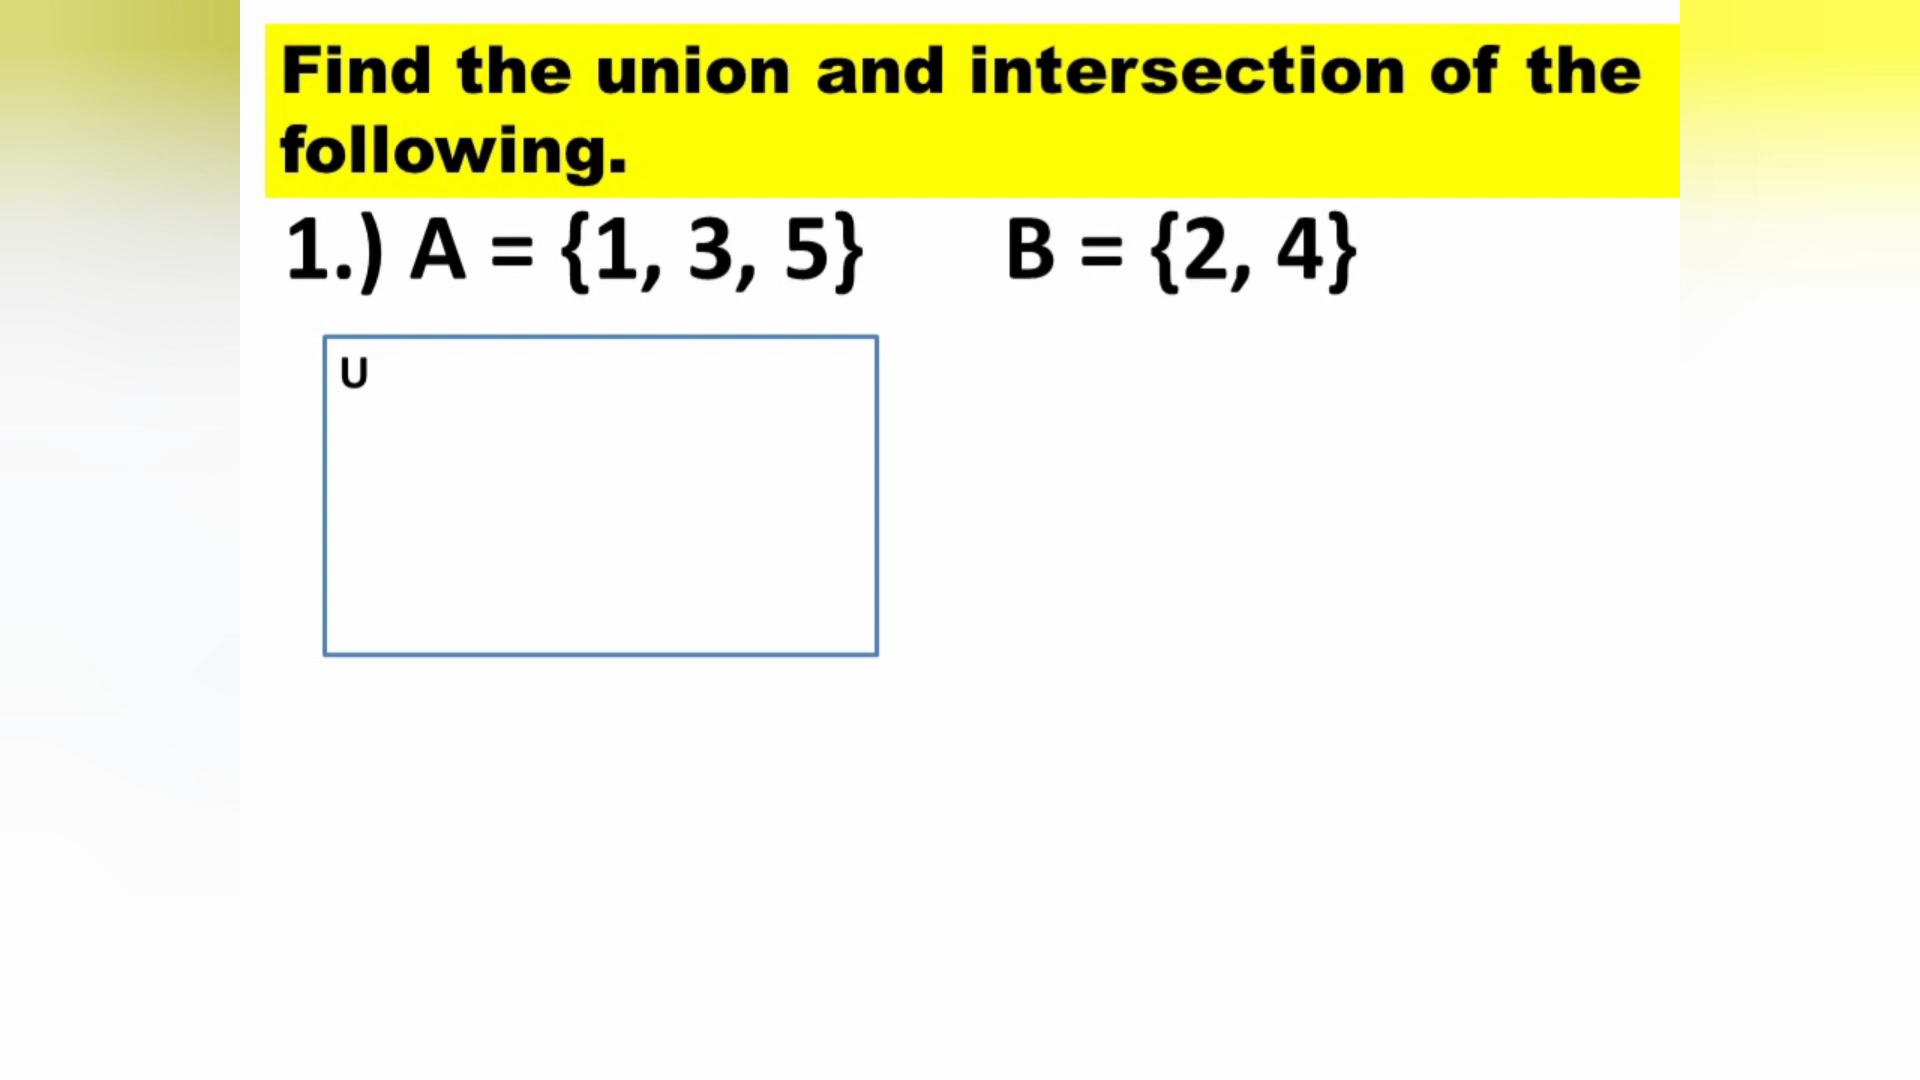 Find the union and intersection of the
following.
1.) A = {1, 3, 5} B = {2, 4}
U